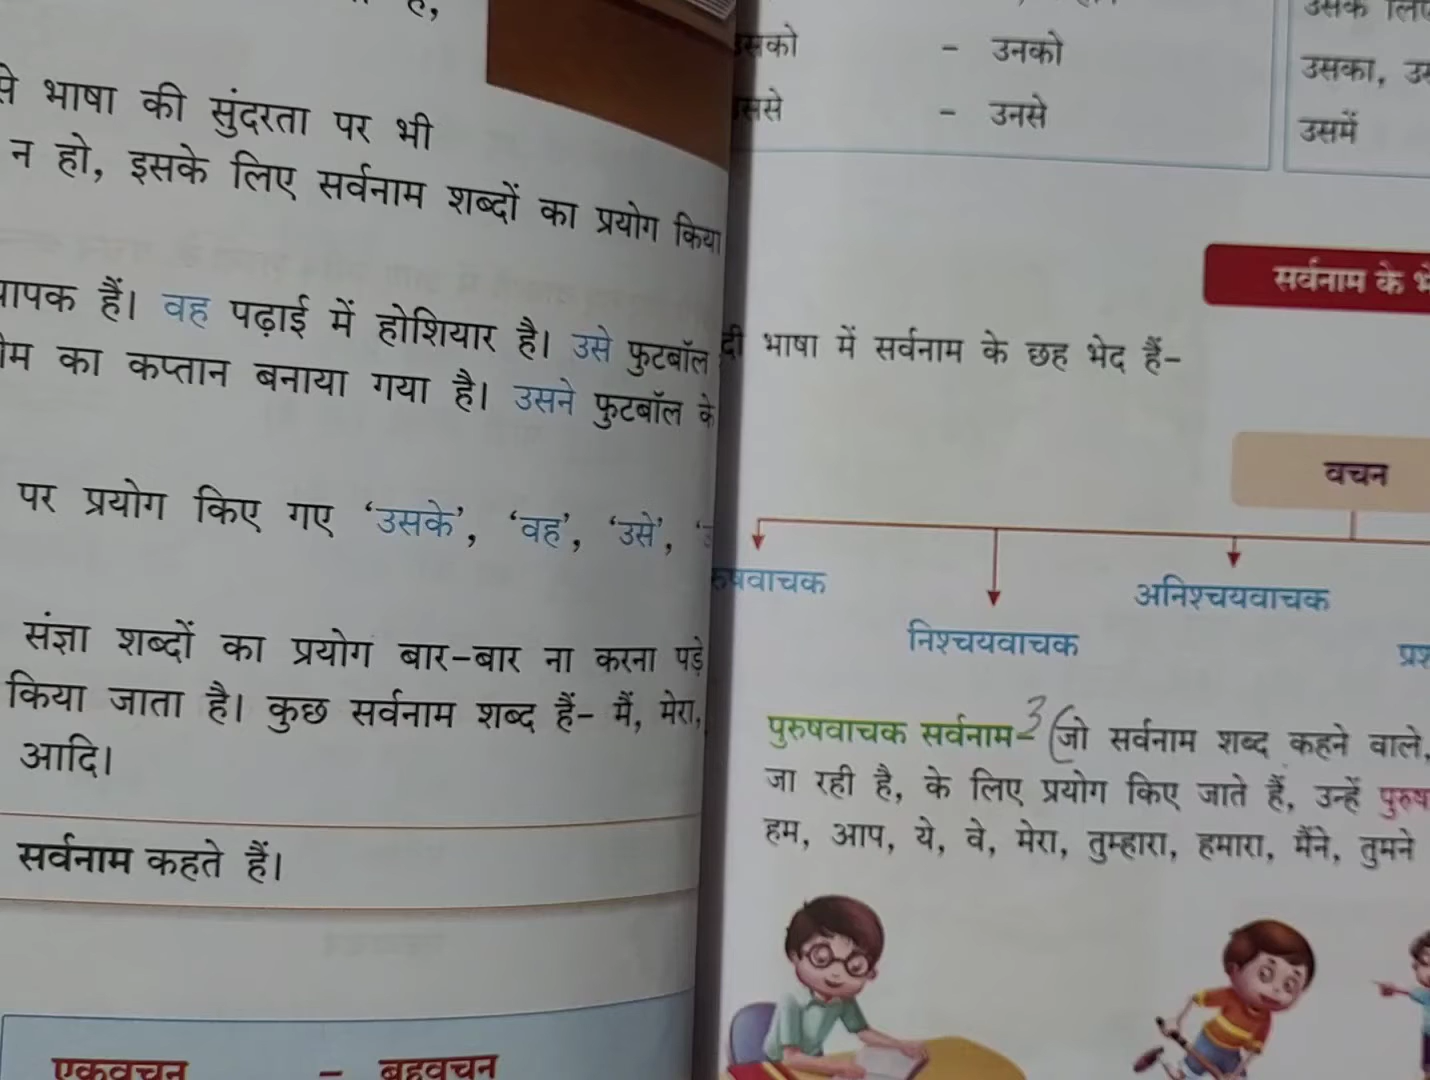 भाषा की सुंदरता पर भी
न हो, इसके लिए सर्वनाम शब्दों का प्रयोग किया
हैं। वह पढ़ाई में होशियार है। उसे फुटबॉल
का कप्तान बनाया गया है। उसने फुटबॉल के
पर प्रयोग किए गए ‘उसके’, ‘वह’, ‘उसे’,
संज्ञा शब्दों का प्रयोग बार-बार ना करना पड़े
किया जाता है। कुछ सर्वनाम शब्द हैं- मैं, मेरा,
आदि।
सर्वनाम कहते हैं।
एकवचन – बहुवचन
– उनको
– उनसे
उसका,
उसमें
सर्वनाम के
भाषा में सर्वनाम के छह भेद हैं-
वचन
अनिश्चयवाचक
निश्चयवाचक
पुरुषवाचक सर्वनाम- 3 (जो सर्वनाम शब्द कहने वाले,
जा रही है, के लिए प्रयोग किए जाते हैं, उन्हें
हम, आप, ये, वे, मेरा, तुम्हारा, हमारा, मैंने, तुमने